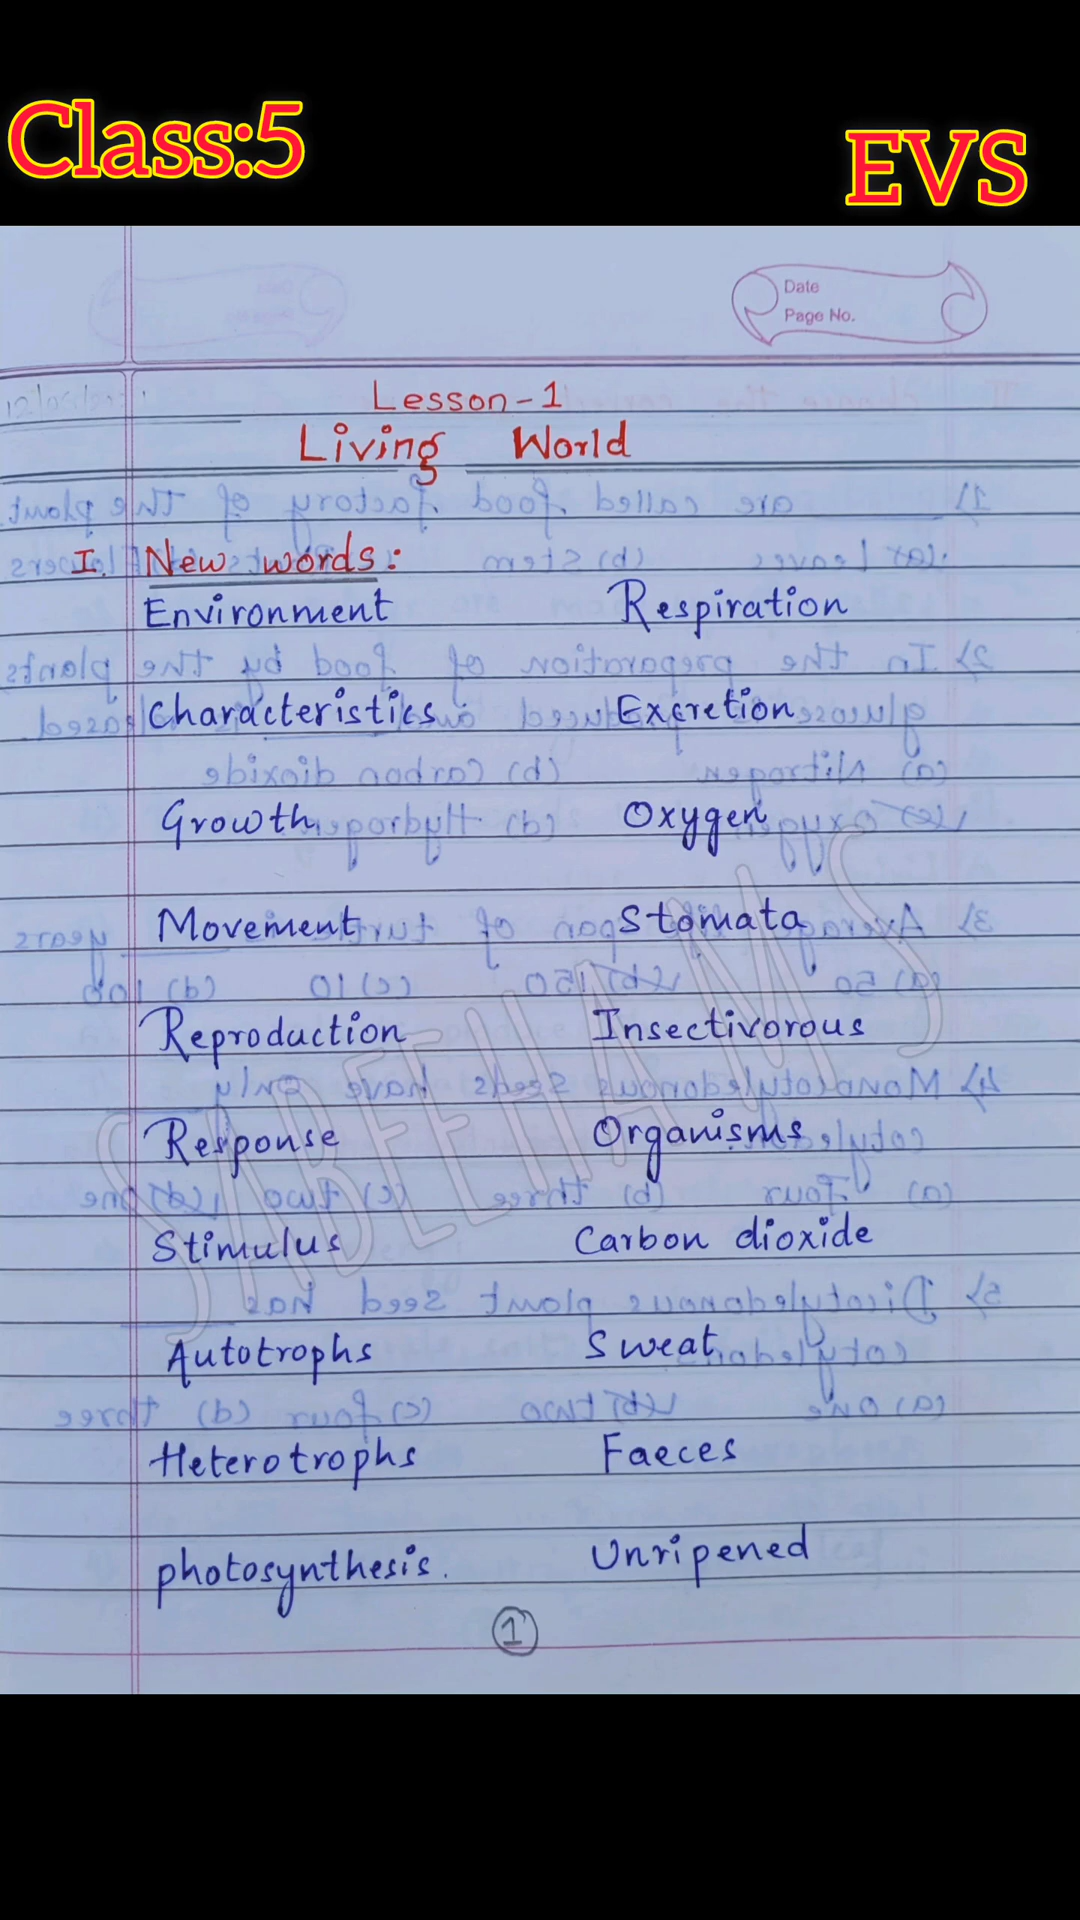 Class:5
EVS
Date
Page No.
Lesson-1
Living World
I. New words:
Environment Respiration
Characteristics Excretion
Growth Oxygen
Movement Stomata
Reproduction Insectivorous
Response Organisms
Stimulus Carbon dioxide
Autotrophs Sweat
Heterotrophs Faeces
photosynthesis. Unripened
1
SABEEHA M S